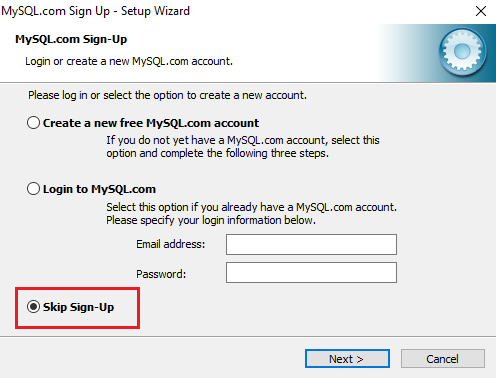 MySQL.com Sign Up - Setup Wizard
MySQL.com Sign-Up
Login or create a new MySQL.com account.
Please log in or select the option to create a new account.
Create a new free MySQL.com account
If you do not yet have a MySQL.com account, select this
option and complete the following three steps.
Login to MySQL.com
Select this option if you already have a MySQL.com account.
Please specify your login information below.
Email address:
Password:
Skip Sign-Up
Next >
Cancel